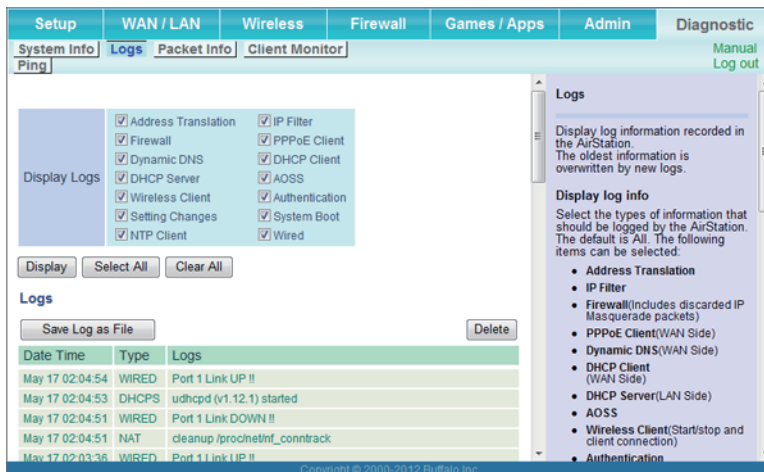 Setup WAN / LAN Wireless Firewall Games / Apps Admin Diagnostic
System Info Logs Packet Info Client Monitor
Ping
Manual
Log out
Display Logs
Address Translation IP Filter
Firewall PPPoE Client
Dynamic DNS DHCP Client
DHCP Server AOSS
Wireless Client Authentication
Setting Changes System Boot
NTP Client Wired
Display Select All Clear All
Logs
Save Log as File Delete
Date Time Type Logs
May 17 02:04:54 WIRED Port 1 Link UP !!
May 17 02:04:53 DHCPS udhcpd (v1.12.1) started
May 17 02:04:51 WIRED Port 1 Link DOWN !!
May 17 02:04:51 NAT cleanup /proc/net/nf_conntrack
May 17 02:03:36 WIRED Port 1 Link UP !!
Logs
Display log information recorded in
the AirStation.
The oldest information is
overwritten by new logs.
Display log info
Select the types of information that
should be logged by the AirStation.
The default is All. The following
items can be selected:
• Address Translation
• IP Filter
• Firewall(Includes discarded IP
Masquerade packets)
• PPPoE Client(WAN Side)
• Dynamic DNS(WAN Side)
• DHCP Client
(WAN Side)
• DHCP Server(LAN Side)
• AOSS
• Wireless Client(Start/stop and
client connection)
• Authentication
Copyright © 2000-2012 Buffalo Inc.